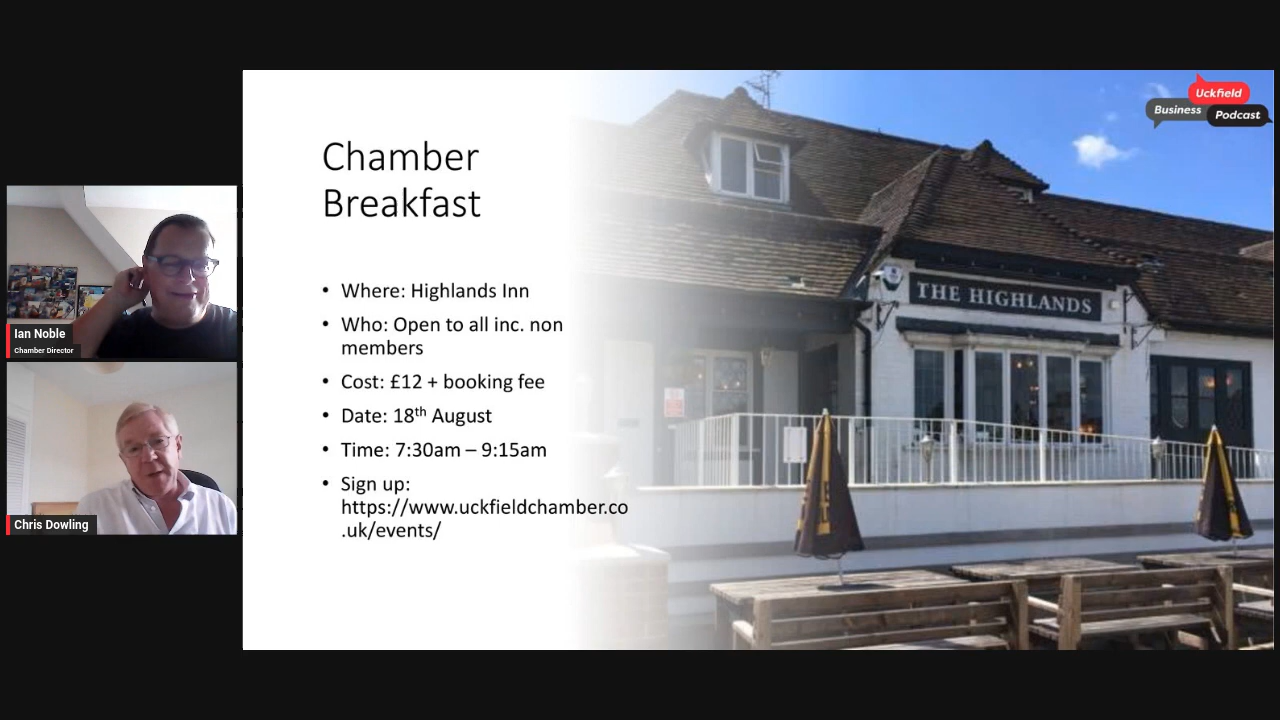 Uckfield
Business
Podcast
Chamber
Breakfast
• Where: Highlands Inn
• Who: Open to all inc. non
members
• Cost: £12 + booking fee
• Date: 18th August
• Time: 7:30am – 9:15am
• Sign up:
https://www.uckfieldchamber.co
.uk/events/
THE HIGHLANDS
Ian Noble
Chamber Director
Chris Dowling